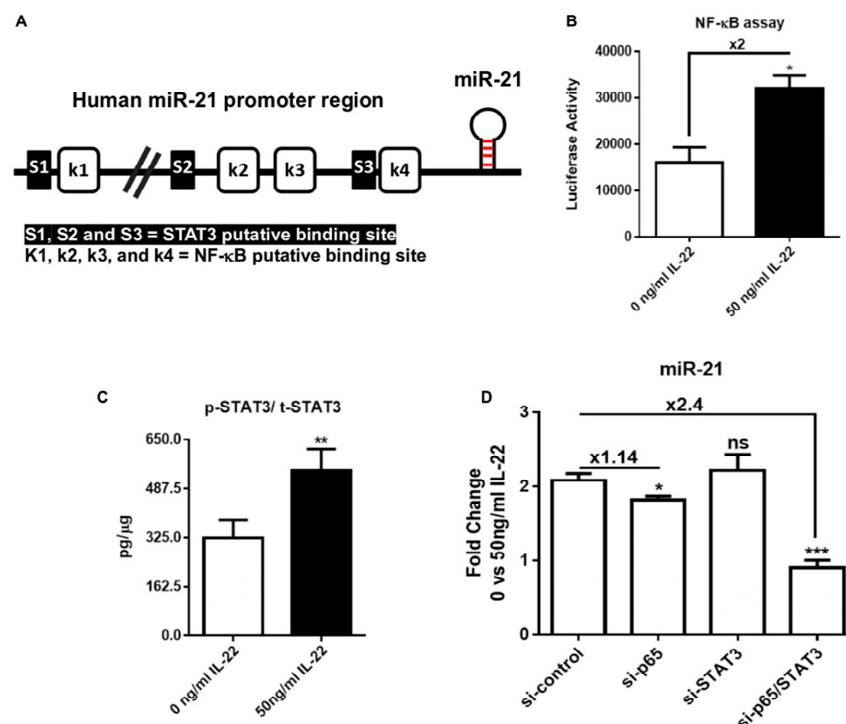 A
Human miR-21 promoter region
miR-21
S1 k1 S2 k2 k3 S3 k4
S1, S2 and S3 = STAT3 putative binding site
K1, k2, k3, and k4 = NF-κB putative binding site
B
NF-κB assay
x2
*
Luciferase Activity
40000
30000
20000
10000
0
0 ng/ml IL-22
50 ng/ml IL-22
C
p-STAT3/ t-STAT3
**
pg/μg
650.0
487.5
325.0
162.5
0.0
0 ng/ml IL-22
50ng/ml IL-22
D
miR-21
x2.4
x1.14
*
ns
***
Fold Change
0 vs 50ng/ml IL-22
3
2
1
0
si-control
si-p65
si-STAT3
si-p65/STAT3